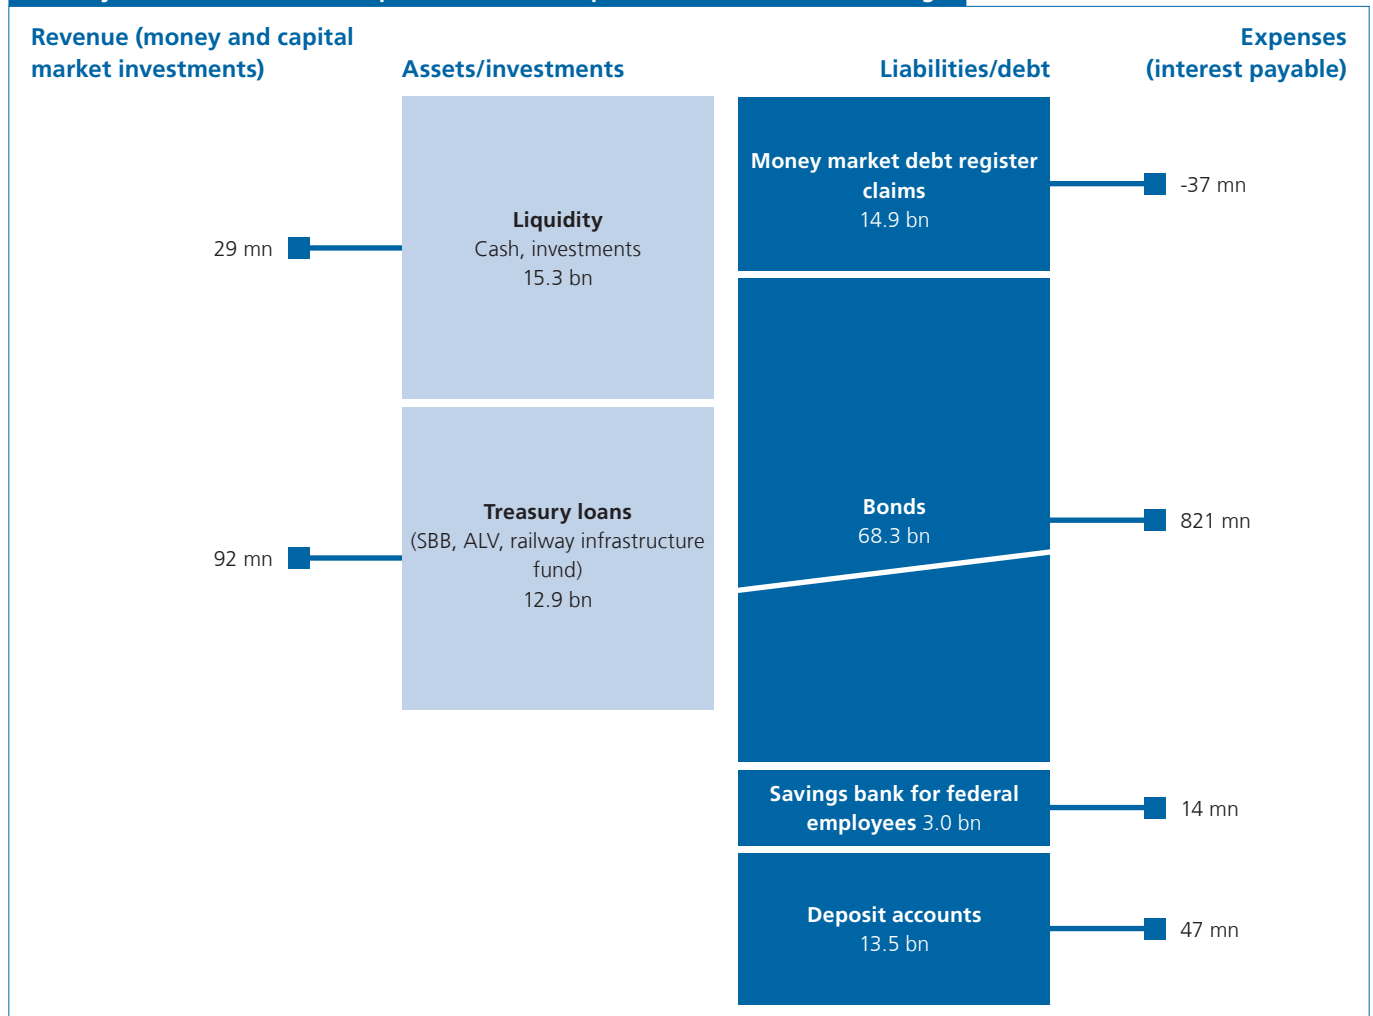 Revenue (money and capital
market investments)
Assets/investments
Liabilities/debt
Expenses
(interest payable)
29 mn
Liquidity
Cash, investments
15.3 bn
92 mn
Treasury loans
(SBB, ALV, railway infrastructure
fund)
12.9 bn
Money market debt register
claims
14.9 bn
-37 mn
Bonds
68.3 bn
821 mn
Savings bank for federal
employees 3.0 bn
14 mn
Deposit accounts
13.5 bn
47 mn